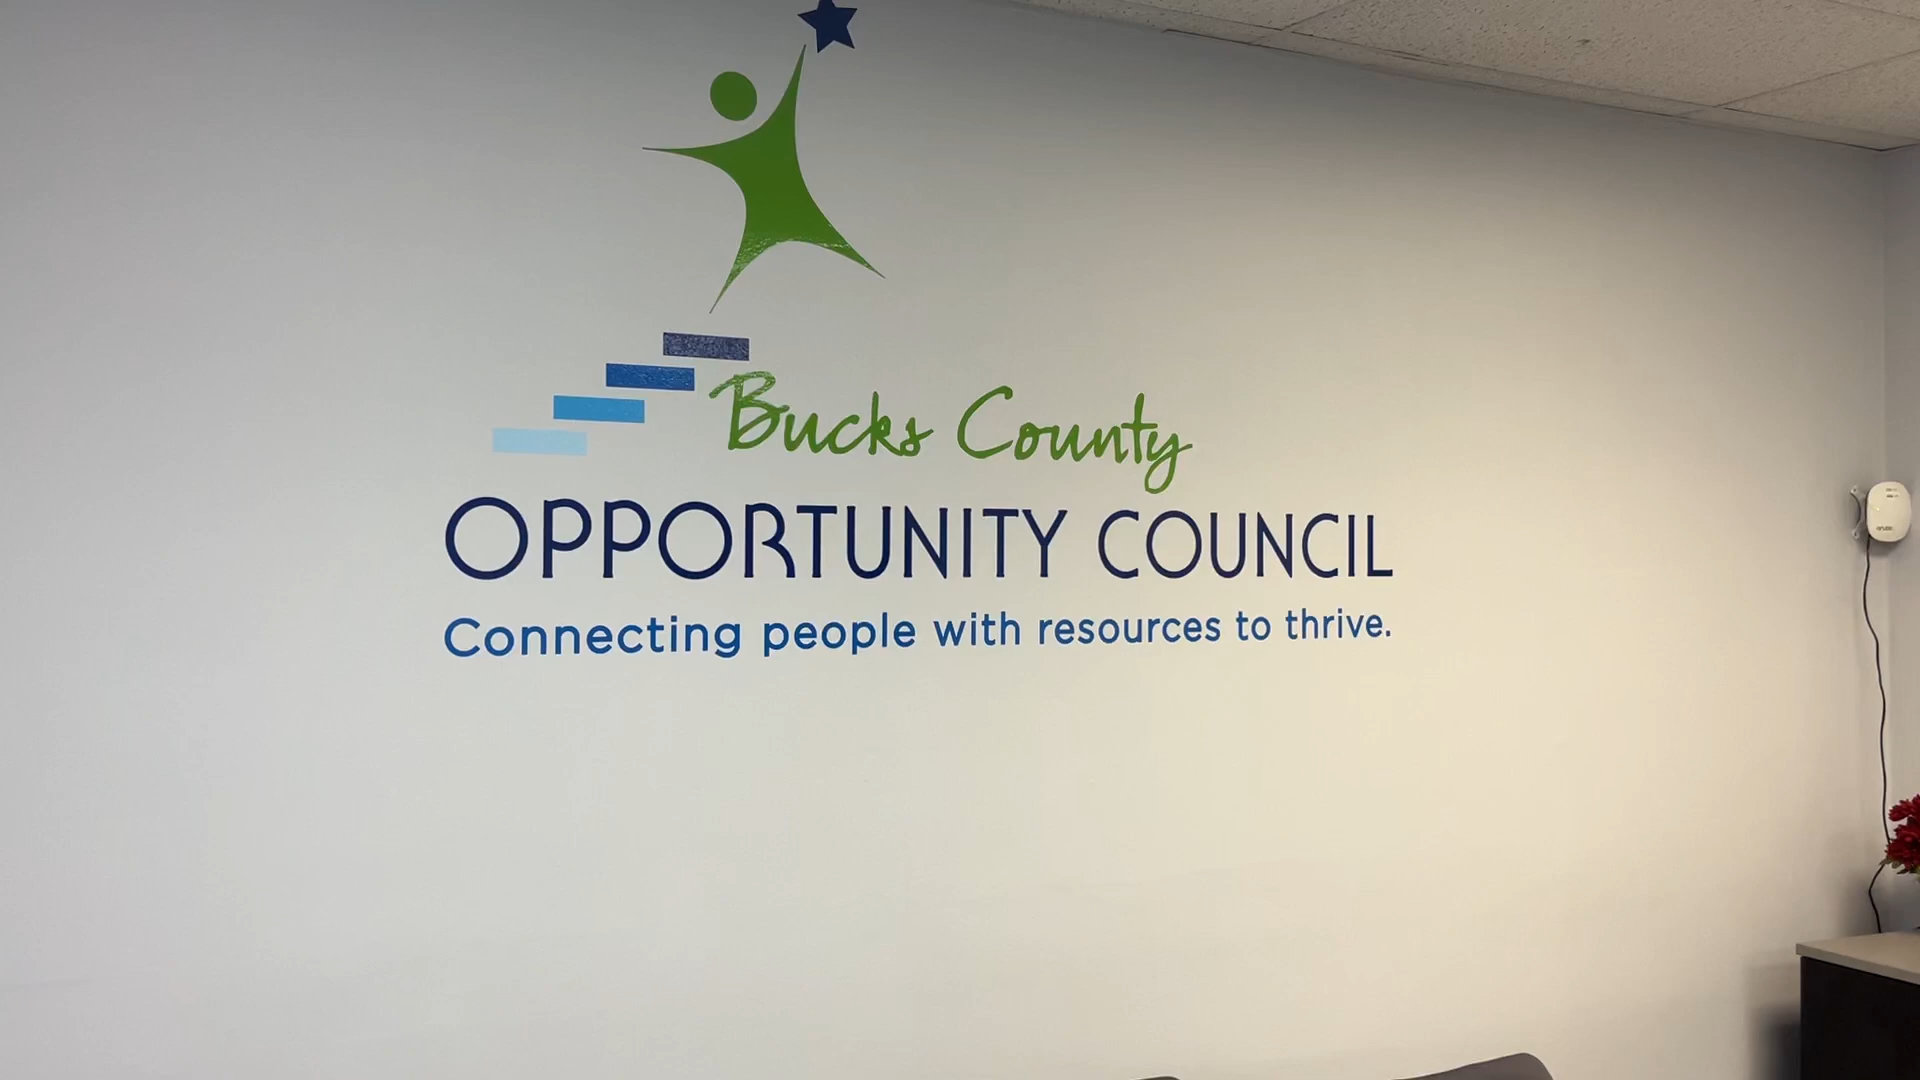 Bucks County
OPPORTUNITY COUNCIL
Connecting people with resources to thrive.